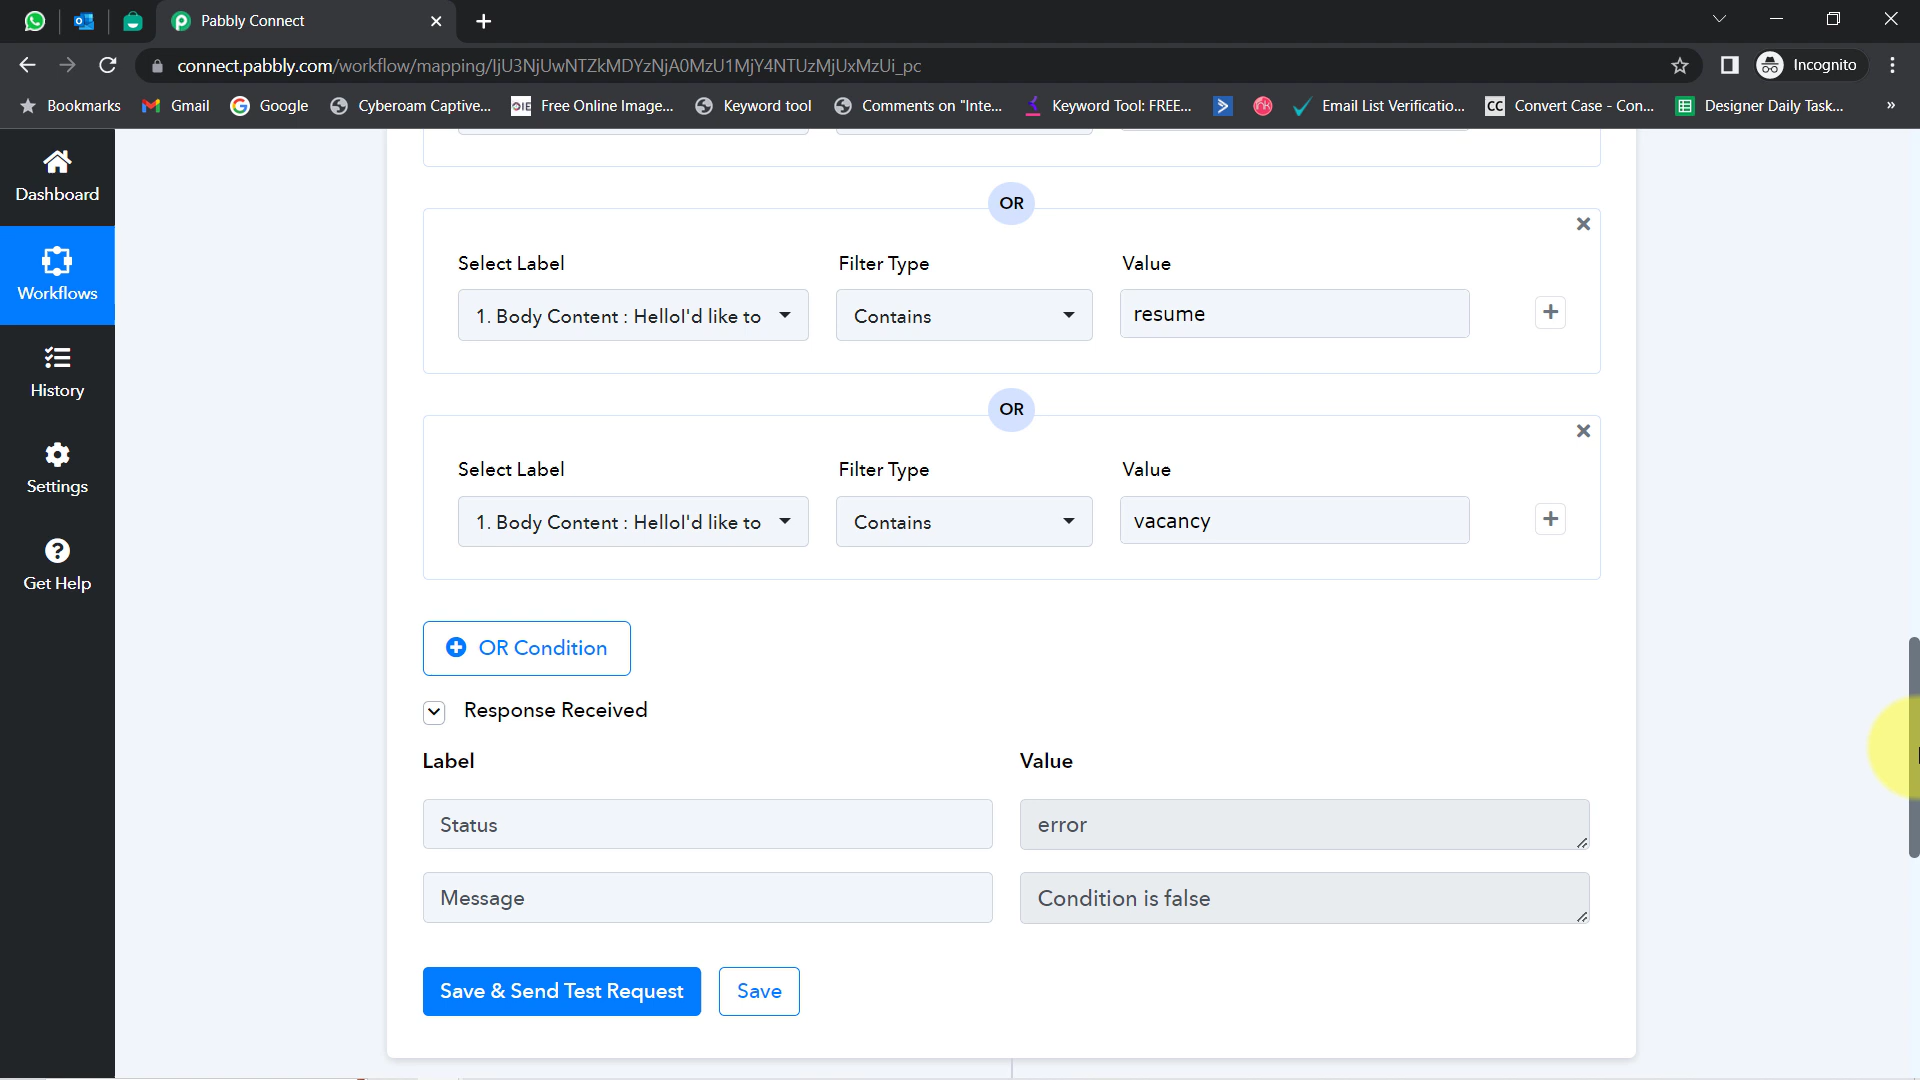 Pabbly Connect
connect.pabbly.com/workflow/mapping/IjU3NjUwNTZkMDYzNjA0MzU1MjY4NTUzMjUxMzUi_pc
Incognito
Bookmarks
Gmail
Google
Cyberoam Captive...
OIE
Free Online Image...
Keyword tool
Comments on "Inte...
Keyword Tool: FREE...
Email List Verificatio...
CC
Convert Case - Con...
Designer Daily Task...
»
Dashboard
Workflows
History
Settings
Get Help
OR
Select Label
Filter Type
Value
1. Body Content : HelloI'd like to
Contains
resume
OR
Select Label
Filter Type
Value
1. Body Content : HelloI'd like to
Contains
vacancy
OR Condition
Response Received
Label
Value
Status
error
Message
Condition is false
Save & Send Test Request
Save